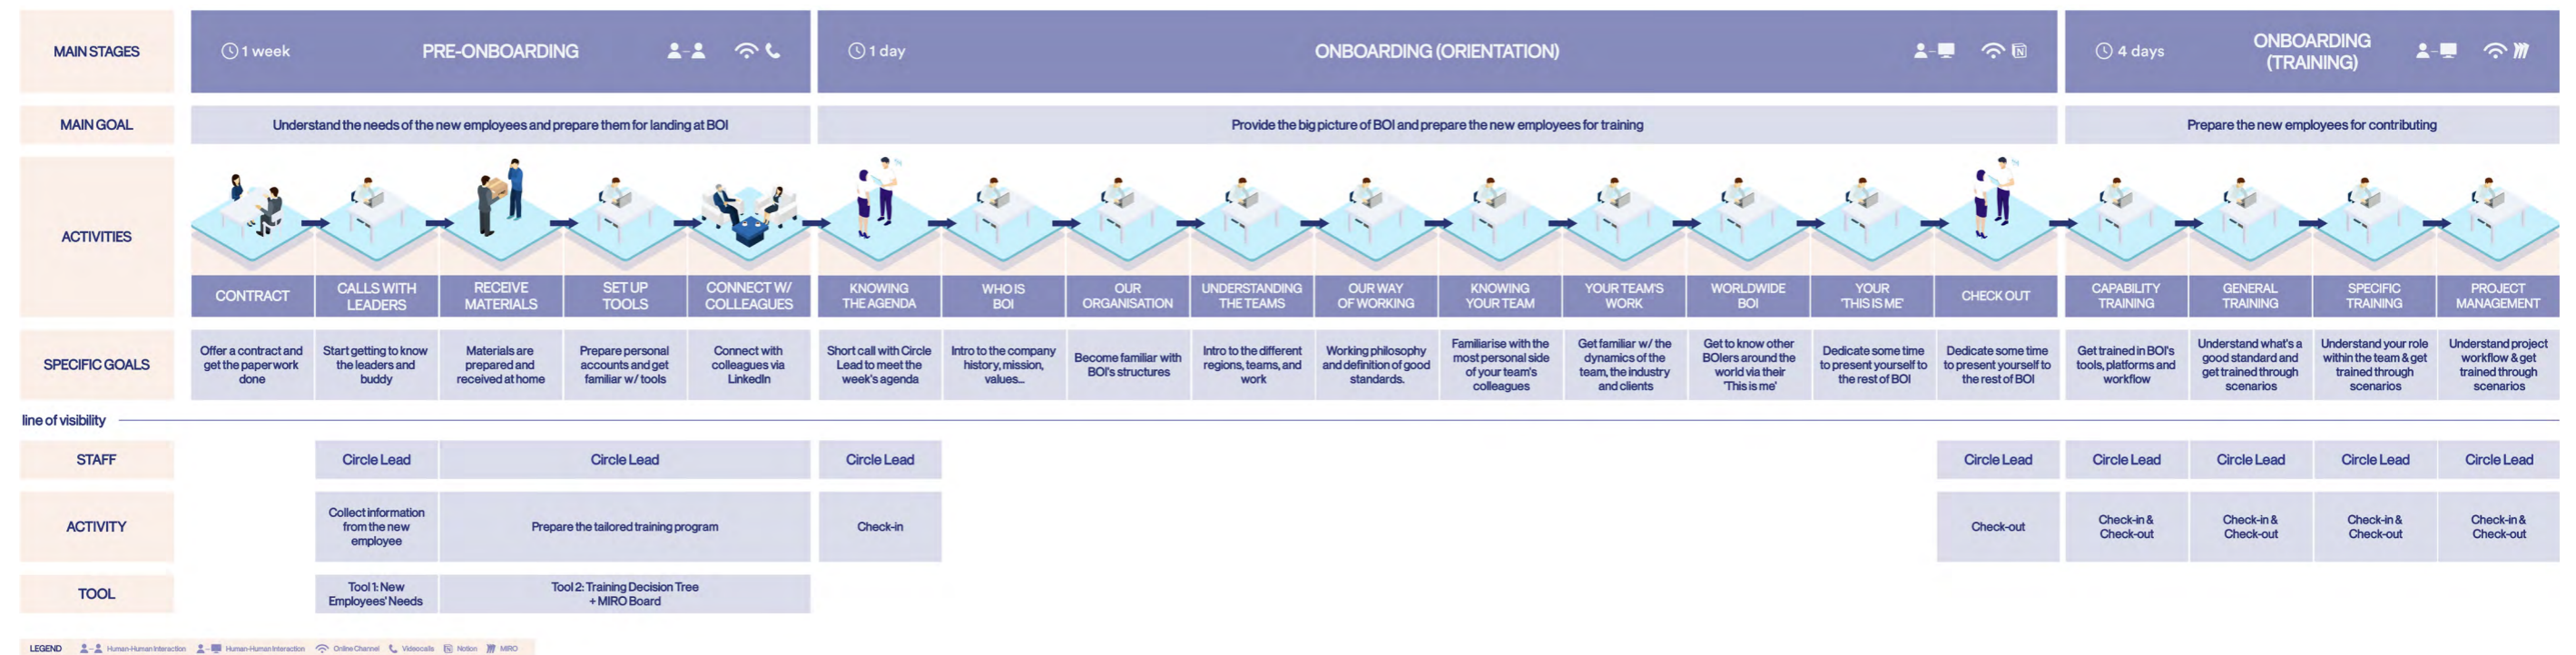 MAIN STAGES
1 week
PRE-ONBOARDING
1 day
ONBOARDING (ORIENTATION)
4 days
ONBOARDING
(TRAINING)
MAIN GOAL
Understand the needs of the new employees and prepare them for landing at BOI
Provide the big picture of BOI and prepare the new employees for training
Prepare the new employees for contributing
ACTIVITIES
CONTRACT
CALLS WITH
LEADERS
RECEIVE
MATERIALS
SET UP
TOOLS
CONNECT W/
COLLEAGUES
KNOWING
THE AGENDA
WHO IS
BOI
OUR
ORGANISATION
UNDERSTANDING
THE TEAMS
OUR WAY
OF WORKING
KNOWING
YOUR TEAM
YOUR TEAM'S
WORK
WORLDWIDE
BOI
YOUR
'THIS IS ME'
CHECK OUT
CAPABILITY
TRAINING
GENERAL
TRAINING
SPECIFIC
TRAINING
PROJECT
MANAGEMENT
SPECIFIC GOALS
Offer a contract and
get the paperwork
done
Start getting to know
the leaders and
buddy
Materials are
prepared and
received at home
Prepare personal
accounts and get
familiar w/ tools
Connect with
colleagues via
LinkedIn
Short call with Circle
Lead to meet the
week's agenda
Intro to the company
history, mission,
values...
Become familiar with
BOI's structures
Intro to the different
regions, teams, and
work
Working philosophy
and definition of good
standards.
Familiarise with the
most personal side
of your team's
colleagues
Get familiar w/ the
dynamics of the
team, the industry
and clients
Get to know other
BOIers around the
world via their
'This is me'
Dedicate some time
to present yourself to
the rest of BOI
Dedicate some time
to present yourself to
the rest of BOI
Get trained in BOI's
tools, platforms and
workflow
Understand what's a
good standard and
get trained through
scenarios
Understand your role
within the team & get
trained through
scenarios
Understand project
workflow & get
trained through
scenarios
line of visibility
STAFF
Circle Lead
Circle Lead
Circle Lead
Circle Lead
Circle Lead
Circle Lead
Circle Lead
Circle Lead
ACTIVITY
Collect information
from the new
employee
Prepare the tailored training program
Check-in
Check-out
Check-in &
Check-out
Check-in &
Check-out
Check-in &
Check-out
Check-in &
Check-out
TOOL
Tool 1: New
Employees' Needs
Tool 2: Training Decision Tree
+ MIRO Board
LEGEND
Human-Human Interaction
Human-Human Interaction
Online Channel
Videocalls
Notion
MIRO